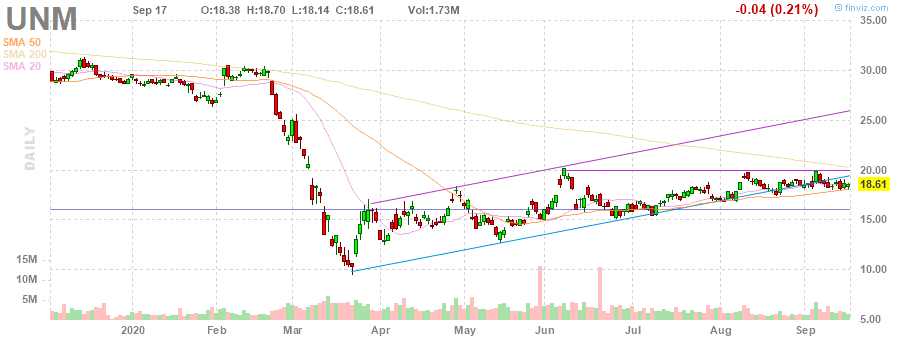 UNM
Sep 17 O:18.38 H:18.70 L:18.14 C:18.61 Vol:1.73M
-0.04 (0.21%)
© finviz.com
SMA 50
SMA 200
SMA 20
DAILY
35.00
30.00
25.00
20.00
18.61
15.00
10.00
5.00
15M
10M
5M
2020 Feb Mar Apr May Jun Jul Aug Sep